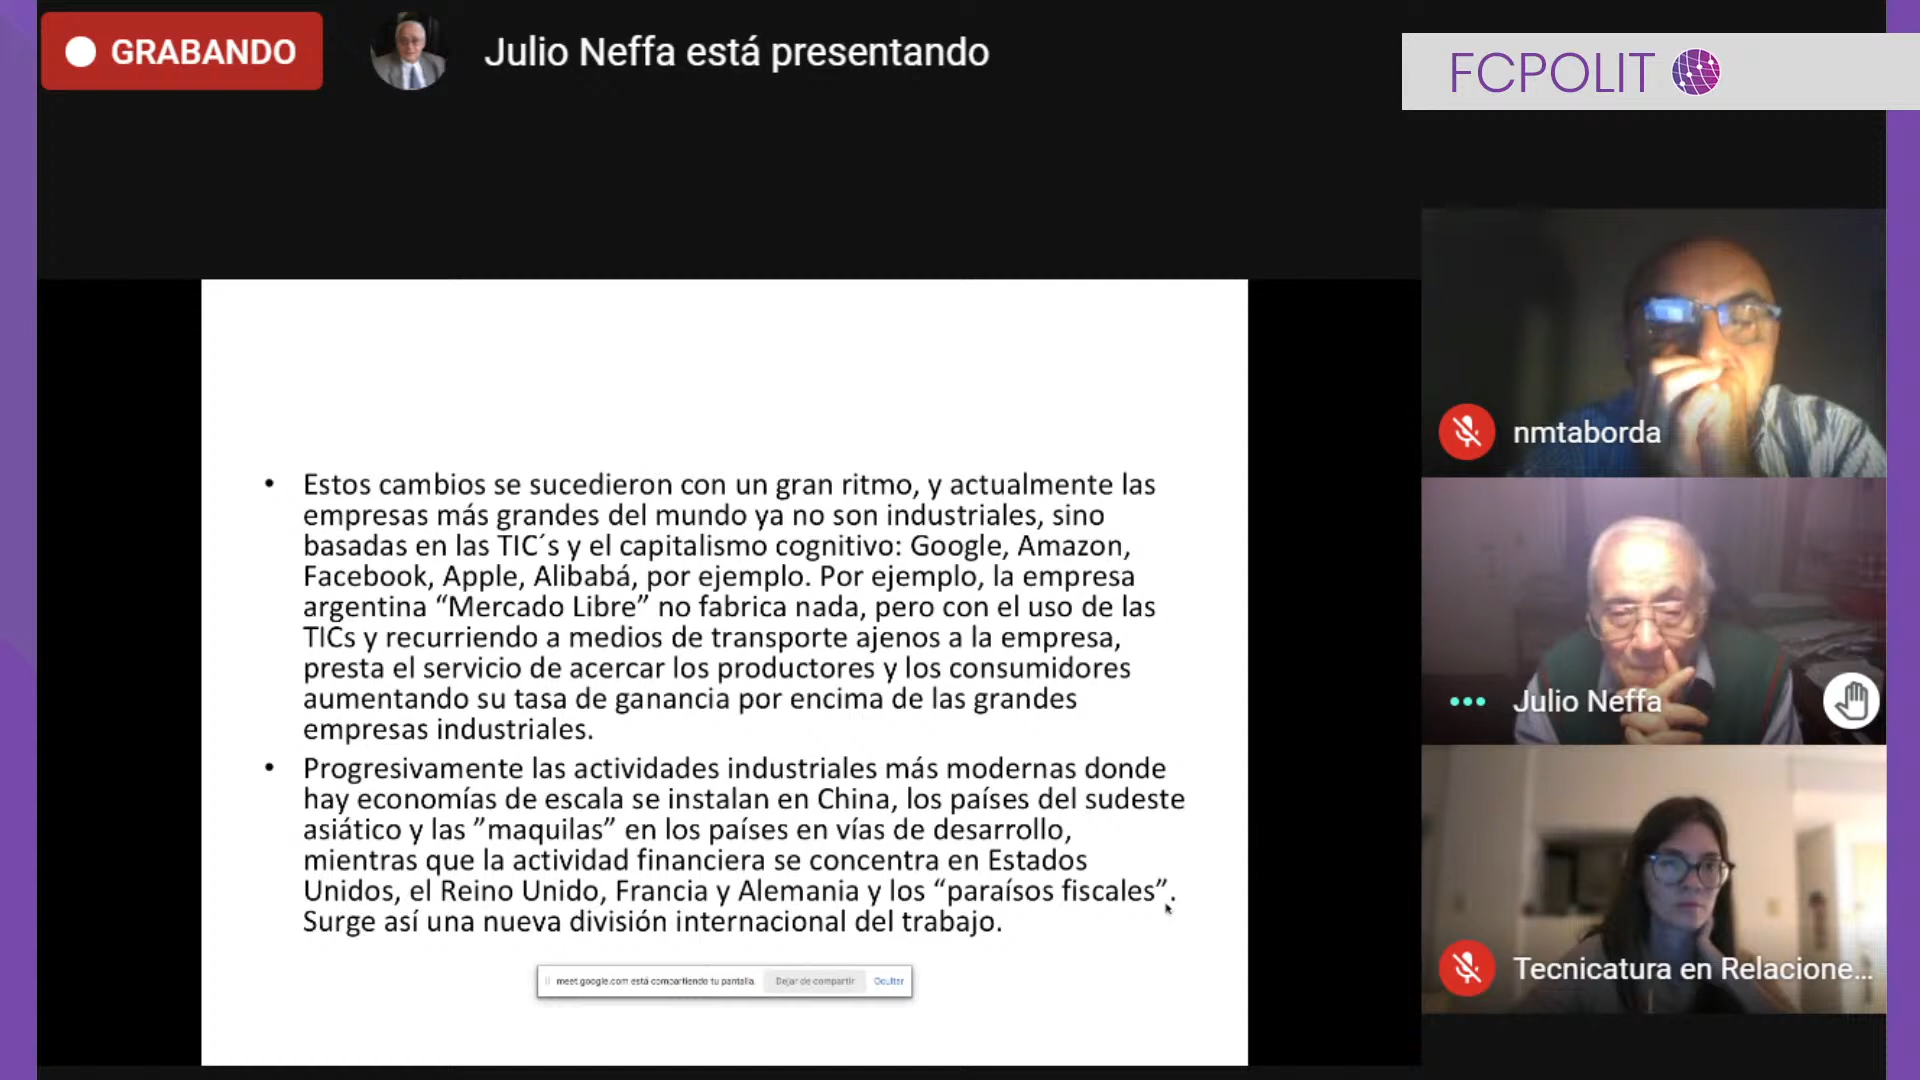 GRABANDO
Julio Neffa está presentando
FCPOLIT
• Estos cambios se sucedieron con un gran ritmo, y actualmente las
empresas más grandes del mundo ya no son industriales, sino
basadas en las TIC´s y el capitalismo cognitivo: Google, Amazon,
Facebook, Apple, Alibabá, por ejemplo. Por ejemplo, la empresa
argentina “Mercado Libre” no fabrica nada, pero con el uso de las
TICs y recurriendo a medios de transporte ajenos a la empresa,
presta el servicio de acercar los productores y los consumidores
aumentando su tasa de ganancia por encima de las grandes
empresas industriales.
• Progresivamente las actividades industriales más modernas donde
hay economías de escala se instalan en China, los países del sudeste
asiático y las ”maquilas” en los países en vías de desarrollo,
mientras que la actividad financiera se concentra en Estados
Unidos, el Reino Unido, Francia y Alemania y los “paraísos fiscales”.
Surge así una nueva división internacional del trabajo.
meet.google.com está compartiendo tu pantalla. Dejar de compartir Ocultar
nmtaborda
Julio Neffa
Tecnicatura en Relacione...